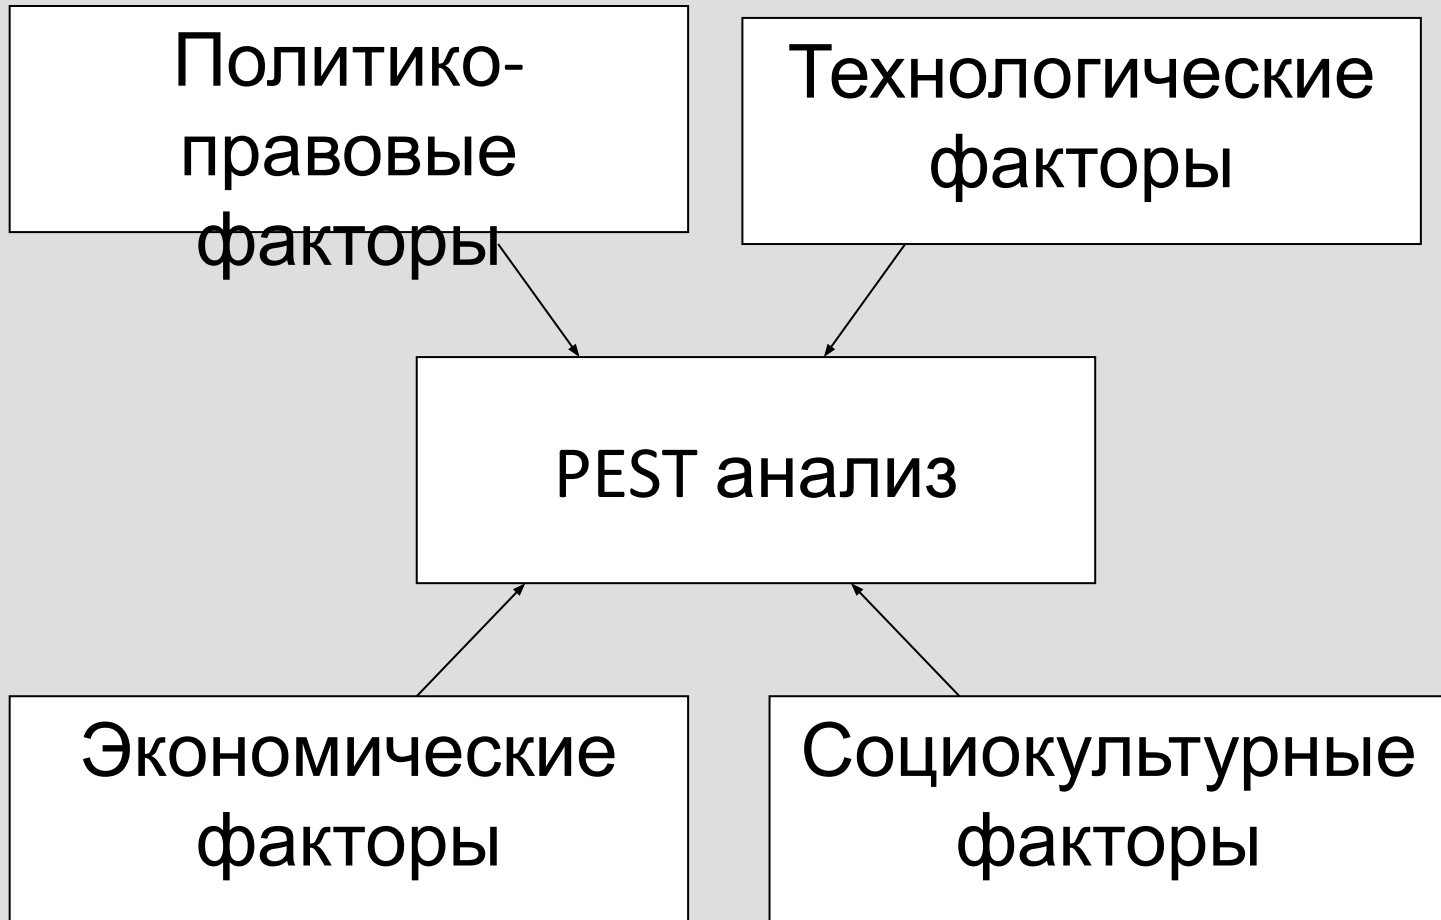 Политико-
правовые
факторы
Технологические
факторы
PEST анализ
Экономические
факторы
Социокультурные
факторы